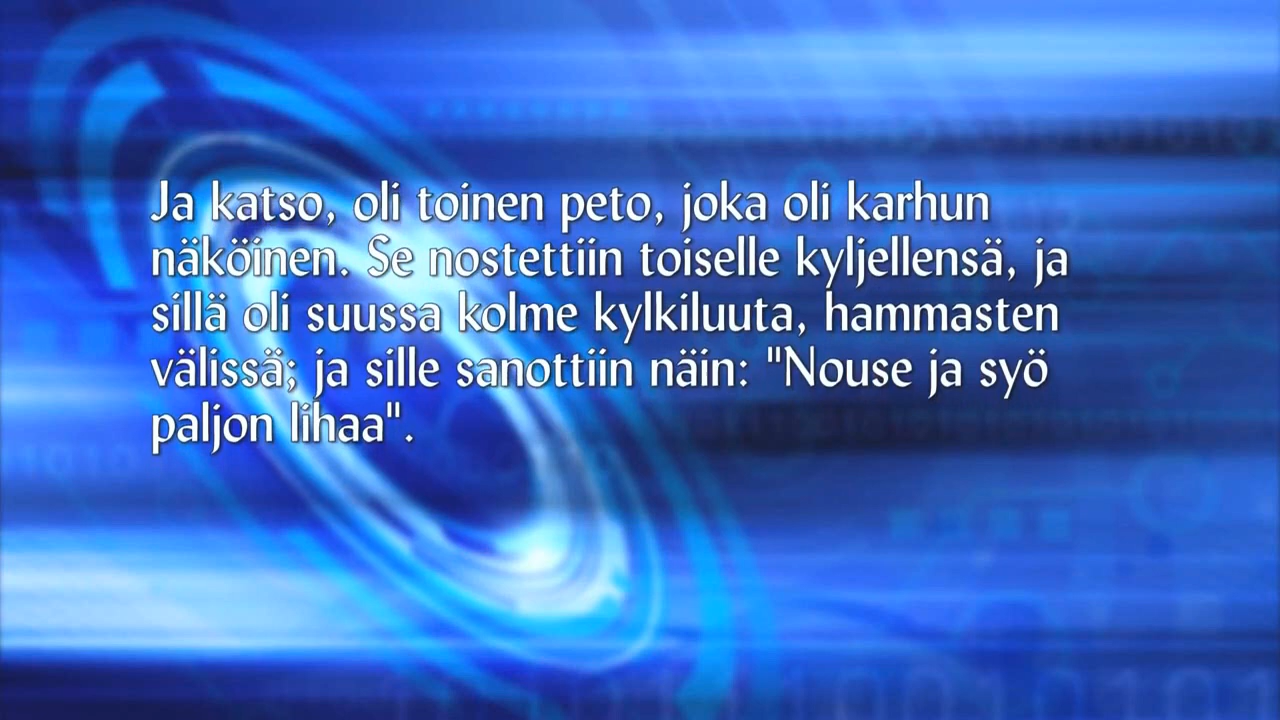 Ja katso, oli toinen peto, joka oli karhun
näköinen. Se nostettiin toiselle kyljellensä, ja
sillä oli suussa kolme kylkiluuta, hammasten
välissä; ja sille sanottiin näin: "Nouse ja syö
paljon lihaa".